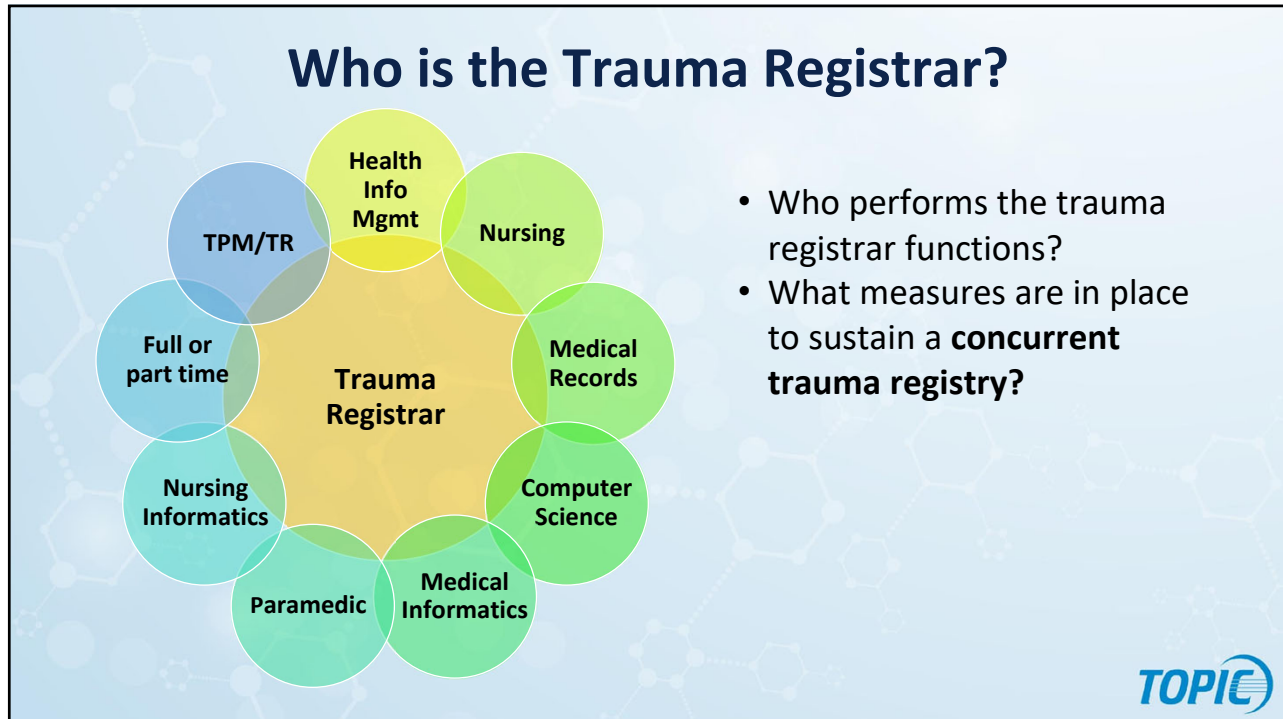 Who is the Trauma Registrar?
Health
Info
Mgmt
Nursing
Medical
Records
Computer
Science
Medical
Informatics
Paramedic
Nursing
Informatics
Full or
part time
TPM/TR
Trauma
Registrar
• Who performs the trauma
registrar functions?
• What measures are in place
to sustain a concurrent
trauma registry?
TOPIC